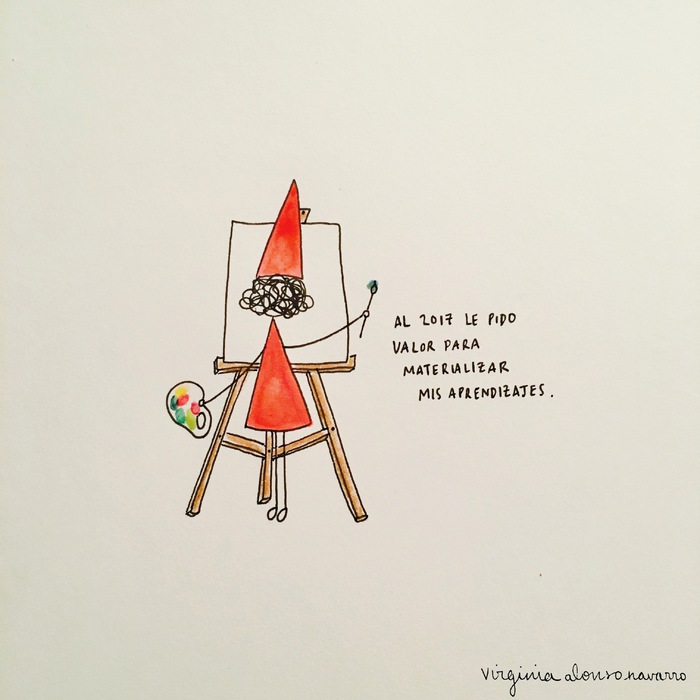 AL 2017 LE PIDO
VALOR PARA
MATERIALIZAR
MIS APRENDIZAJES.
virginia alonso navarro